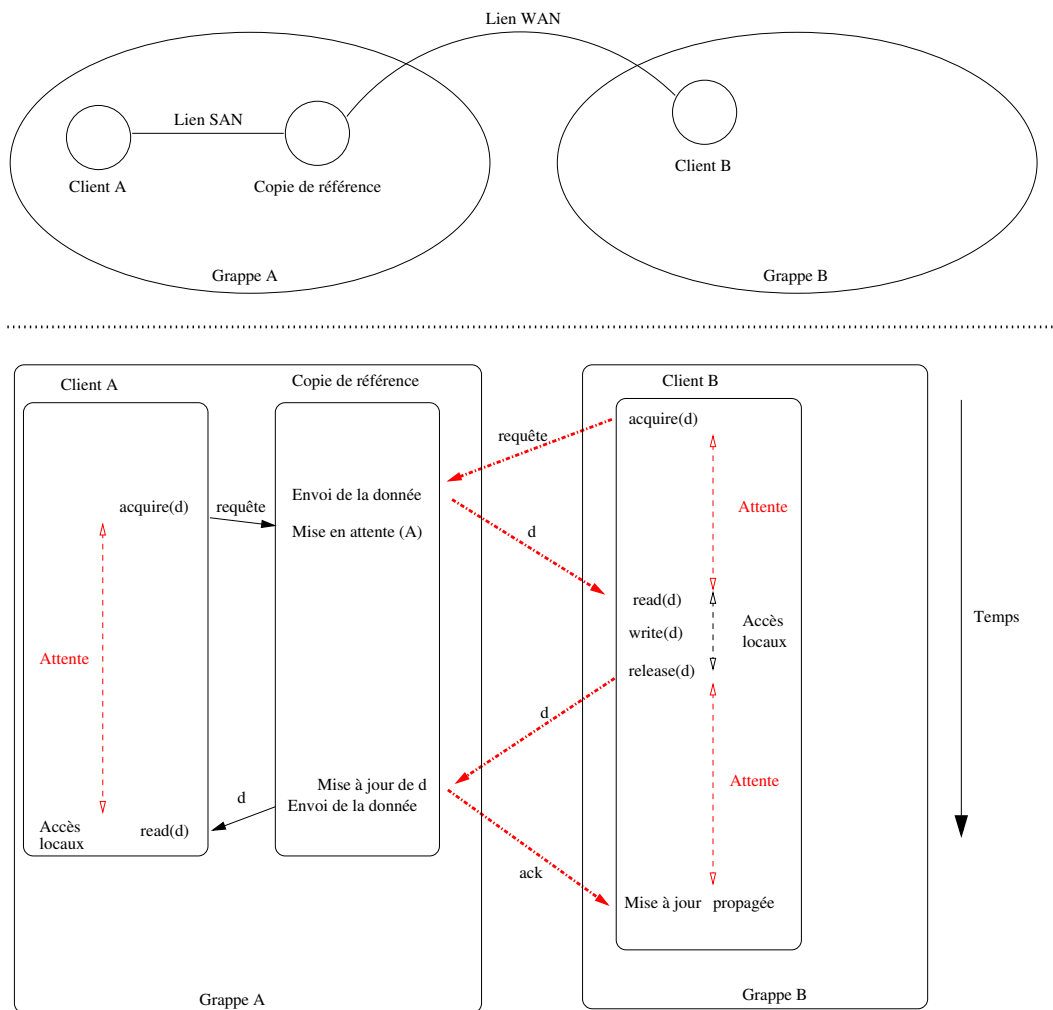 Lien WAN
Lien SAN
Client A
Copie de référence
Client B
Grappe A
Grappe B
Client A
Copie de référence
Client B
acquire(d)
requête
Envoi de la donnée
acquire(d)
requête
Attente
Mise en attente (A)
d
read(d)
Accès
locaux
Temps
write(d)
Attente
release(d)
d
Mise à jour de d
Attente
d
Envoi de la donnée
Accès
locaux
read(d)
ack
Mise à jour propagée
Grappe A
Grappe B